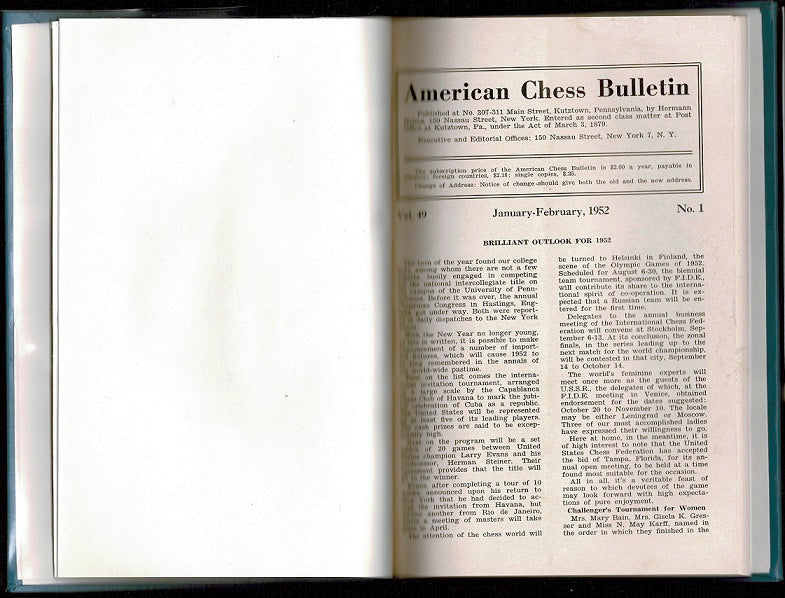 American Chess Bulletin
Published at No. 307-311 Main Street, Kutztown, Pennsylvania, by Hermann
150 Nassau Street, New York. Entered as second class matter at Post
at Kutztown, Pa., under the Act of March 3, 1879.
Executive and Editorial Offices: 150 Nassau Street, New York 7, N. Y.
The subscription price of the American Chess Bulletin is $2.00 a year, payable in
foreign countries, $2.18; single copies, $.35.
Change of Address: Notice of change should give both the old and the new address.
Vol. 49
January-February, 1952
No. 1
BRILLIANT OUTLOOK FOR 1952
turn of the year found our college
among whom there are not a few
busily engaged in competing
national intercollegiate title on
of the University of Penn-
Before it was over, the annual
Congress in Hastings, Eng-
got under way. Both were report-
daily dispatches to the New York
the New Year no longer young,
is written, it is possible to make
of a number of import-
which will cause 1952 to
remembered in the annals of
world-wide pastime.
on the list comes the interna-
invitation tournament, arranged
large scale by the Capablanca
Club of Havana to mark the jubi-
celebration of Cuba as a republic.
United States will be represented
least five of its leading players.
cash prizes are said to be excep-
high.
on the program will be a set
of 20 games between United
champion Larry Evans and his
Herman Steiner. Their
provides that the title will
the winner.
Evans, after completing a tour of 10
announced upon his return to
York that he had decided to ac-
the invitation from Havana, but
another from Rio de Janeiro,
a meeting of masters will take
in April.
The attention of the chess world will
be turned to Helsinki in Finland, the
scene of the Olympic Games of 1952.
Scheduled for August 6-30, the biennial
team tournament, sponsored by F.I.D.E.,
will contribute its share to the interna-
tional spirit of co-operation. It is ex-
pected that a Russian team will be en-
tered for the first time.
Delegates to the annual business
meeting of the International Chess Fed-
eration will convene at Stockholm, Sep-
tember 6-13. At its conclusion, the zonal
finals, in the series leading up to the
next match for the world championship,
will be contested in that city, September
14 to October 14.
The world's feminine experts will
meet once more as the guests of the
U.S.S.R., the delegates of which, at the
F.I.D.E. meeting in Venice, obtained
endorsement for the dates suggested:
October 20 to November 10. The locale
may be either Leningrad or Moscow.
Three of our most accomplished ladies
have expressed their willingness to go.
Here at home, in the meantime, it is
of high interest to note that the United
States Chess Federation has accepted
the bid of Tampa, Florida, for its an-
nual open meeting, to be held at a time
found most suitable for the occasion.
All in all, it's a veritable feast of
reason to which devotees of the game
may look forward with high expecta-
tions of pure enjoyment.
Challenger's Tournament for Women
Mrs. Mary Bain, Mrs. Gisela K. Gres-
ser and Miss N. May Karff, named in
the order in which they finished in the